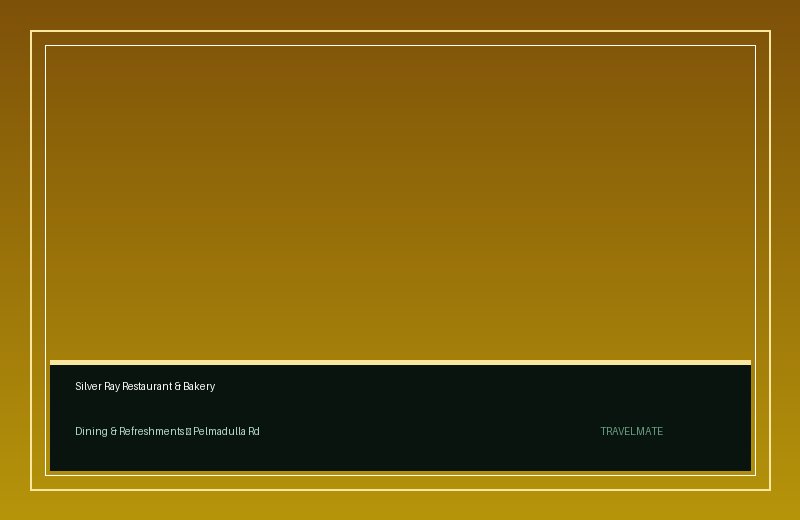 Silver Ray Restaurant & Bakery
Dining & Refreshments Pelmadulla Rd
TRAVELMATE